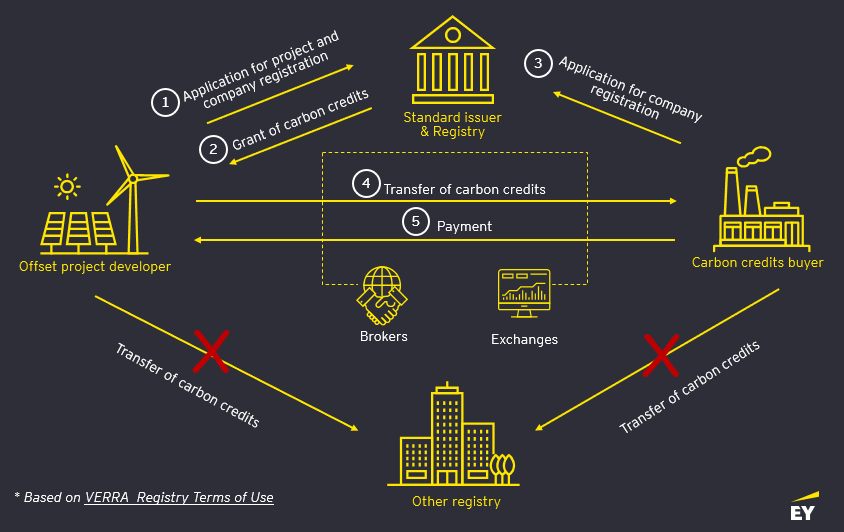 1
Application for project and
company registration
2
Grant of carbon credits
Standard issuer
& Registry
3
Application for company
registration
4
Transfer of carbon credits
5
Payment
Offset project developer
Carbon credits buyer
Brokers
Exchanges
Transfer of carbon credits
Transfer of carbon credits
Other registry
* Based on VERRA Registry Terms of Use
EY